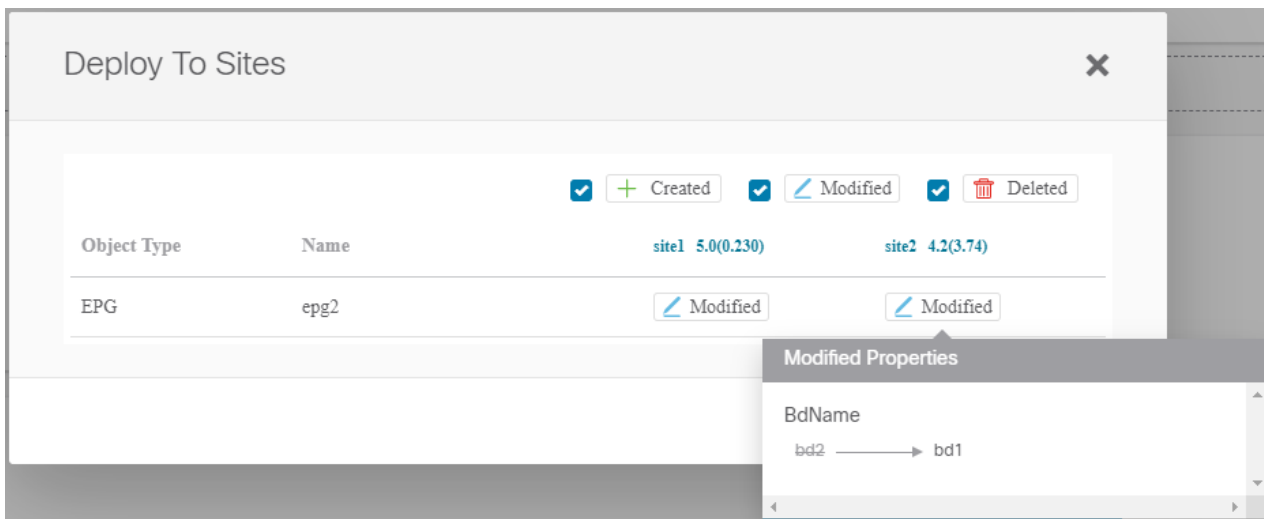 Deploy To Sites
Created Modified Deleted
Object Type Name site1 5.0(0.230) site2 4.2(3.74)
EPG epg2 Modified Modified
Modified Properties
BdName
bd2 bd1